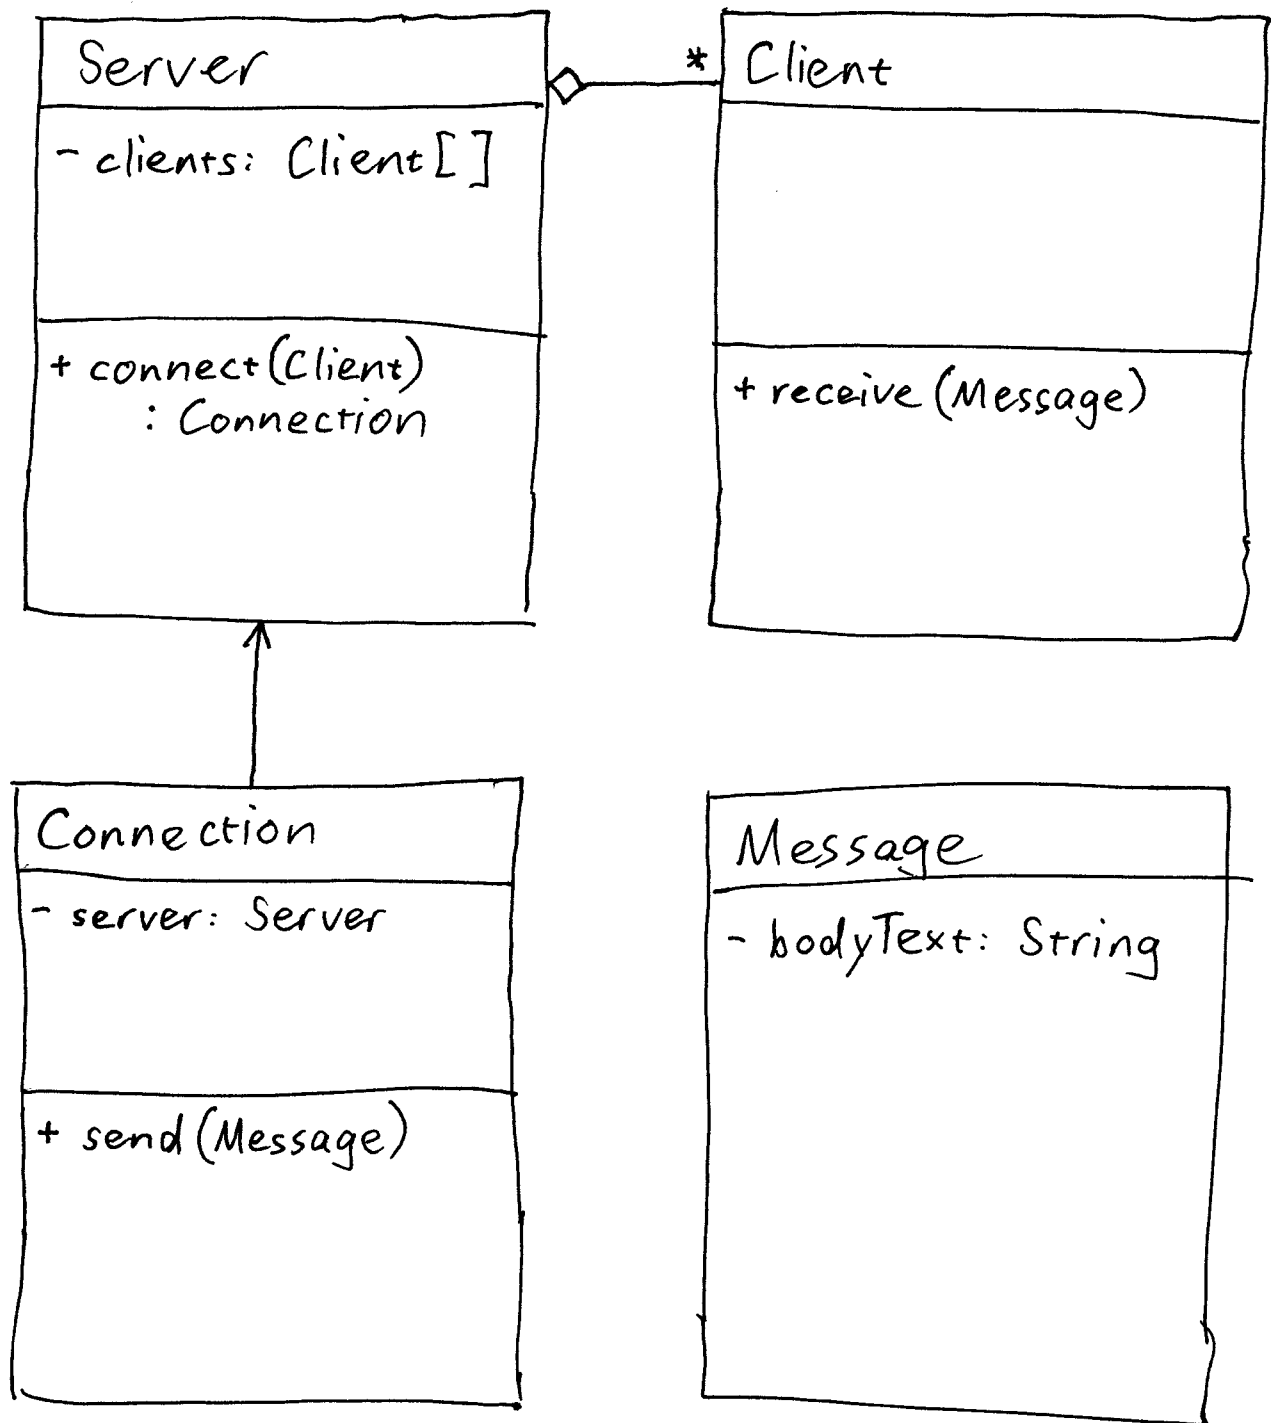 Server
- clients: Client[]
+ connect(Client)
: Connection
*
Client
+ receive(Message)
Connection
- server: Server
+ send(Message)
Message
- bodyText: String